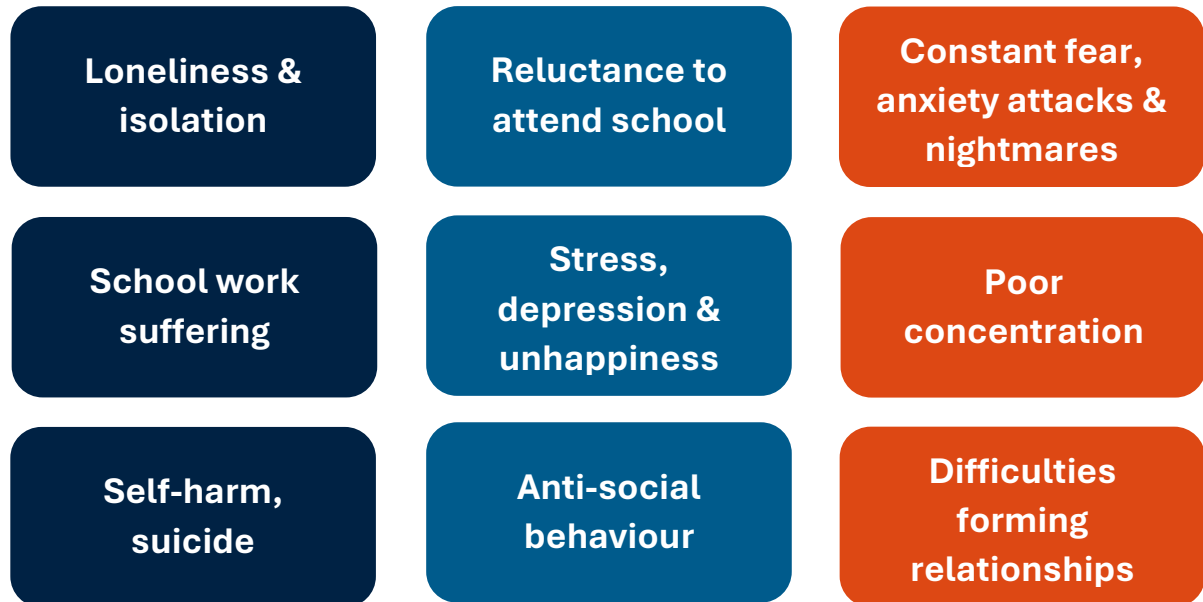 Loneliness &
isolation
Reluctance to
attend school
Constant fear,
anxiety attacks &
nightmares
School work
suffering
Stress,
depression &
unhappiness
Poor
concentration
Self-harm,
suicide
Anti-social
behaviour
Difficulties
forming
relationships